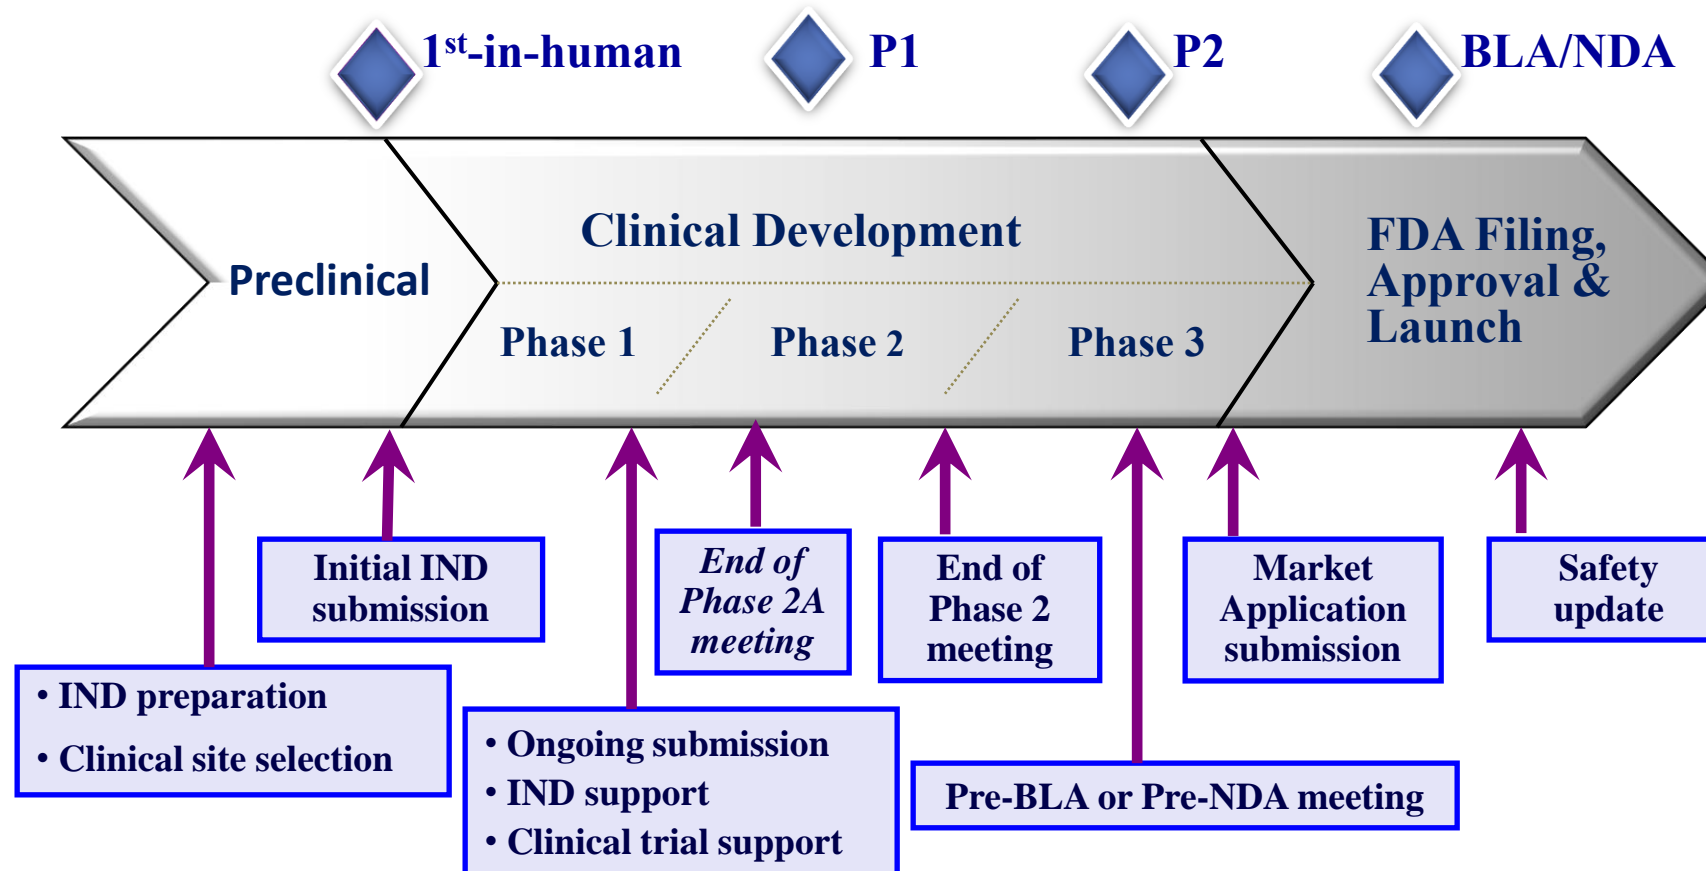 1st-in-human
P1
P2
BLA/NDA
Preclinical
Clinical Development
Phase 1
Phase 2
Phase 3
FDA Filing,
Approval &
Launch
Initial IND
submission
End of
Phase 2A
meeting
End of
Phase 2
meeting
Market
Application
submission
Safety
update
• IND preparation
• Clinical site selection
• Ongoing submission
• IND support
• Clinical trial support
Pre-BLA or Pre-NDA meeting